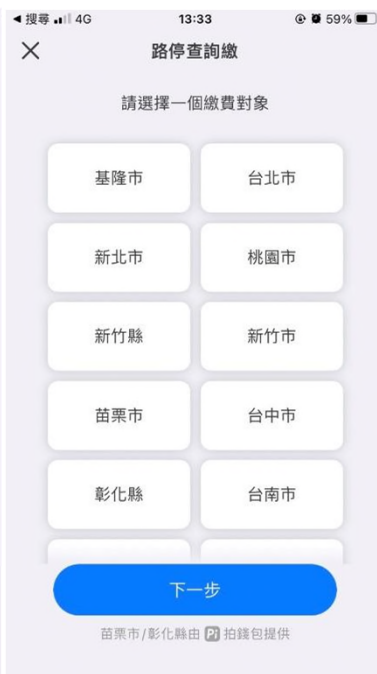 ◀ 搜尋 4G 13:33 59%
路停查詢繳
請選擇一個繳費對象
基隆市 台北市
新北市 桃園市
新竹縣 新竹市
苗栗市 台中市
彰化縣 台南市
下一步
苗栗市/彰化縣由 Pi 拍錢包提供